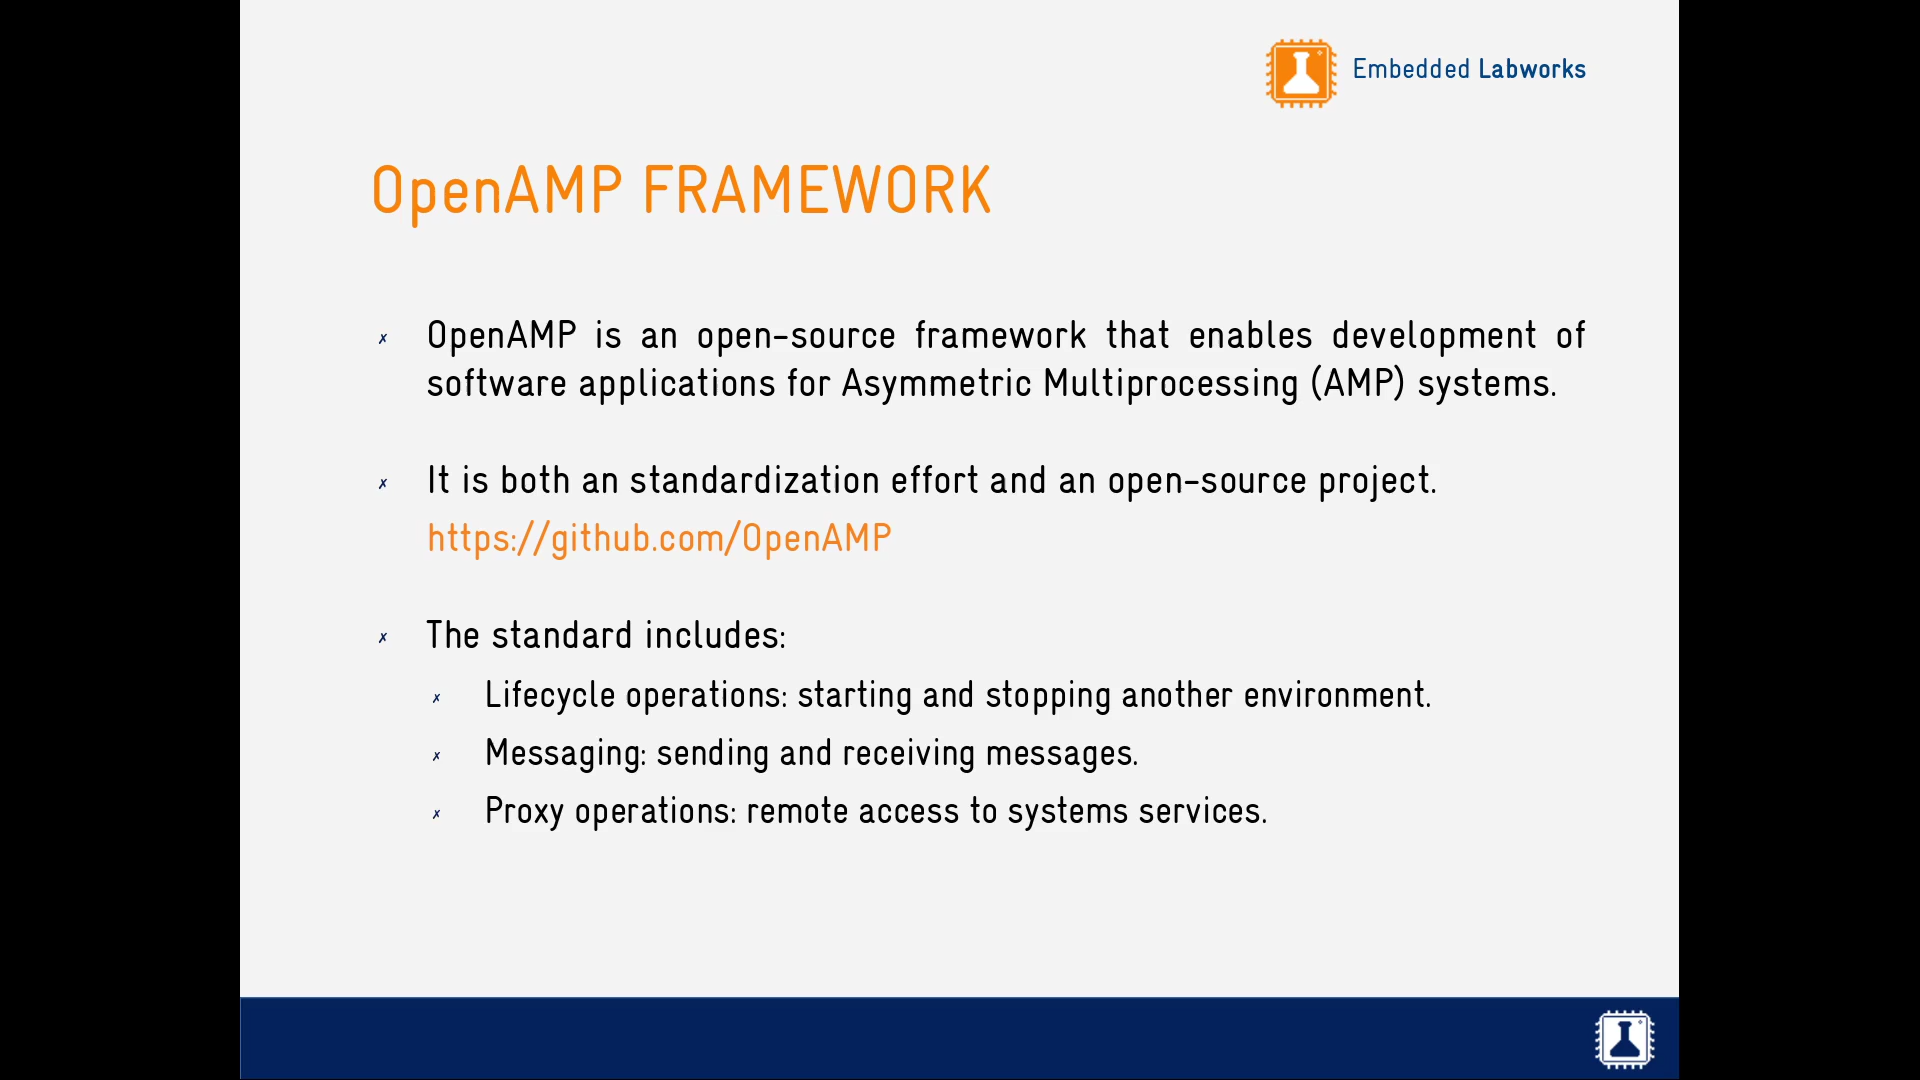 Embedded Labworks
OpenAMP FRAMEWORK
✗ OpenAMP is an open-source framework that enables development of
software applications for Asymmetric Multiprocessing (AMP) systems.
✗ It is both an standardization effort and an open-source project.
https://github.com/OpenAMP
✗ The standard includes:
✗ Lifecycle operations: starting and stopping another environment.
✗ Messaging: sending and receiving messages.
✗ Proxy operations: remote access to systems services.